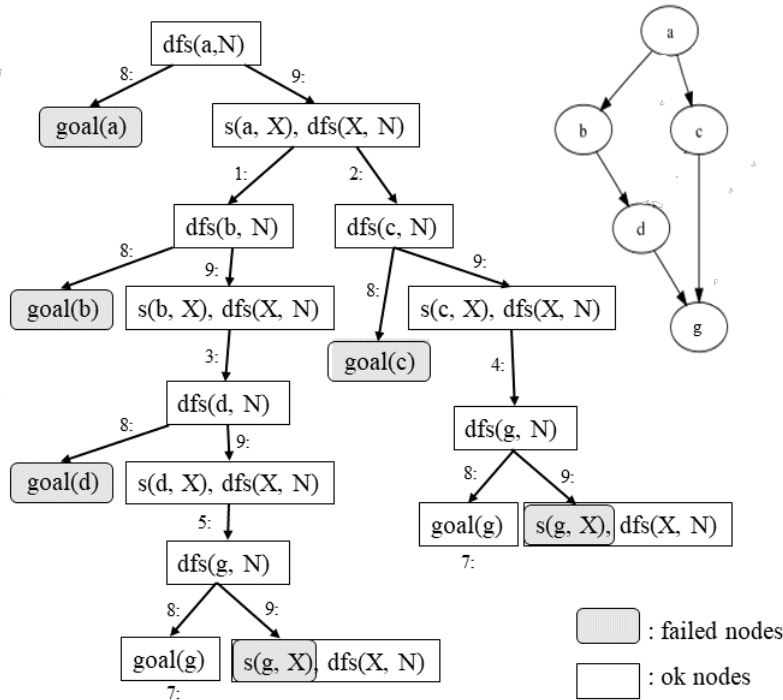 dfs(a,N)
a
8:
9:
goal(a)
s(a, X), dfs(X, N)
b
c
1:
2:
dfs(b, N)
dfs(c, N)
d
8:
9:
8:
9:
goal(b)
s(b, X), dfs(X, N)
s(c, X), dfs(X, N)
g
3:
goal(c)
4:
dfs(d, N)
dfs(g, N)
8:
9:
8:
9:
goal(d)
s(d, X), dfs(X, N)
goal(g)
s(g, X), dfs(X, N)
5:
7:
dfs(g, N)
8:
9:
: failed nodes
goal(g)
s(g, X), dfs(X, N)
: ok nodes
7: